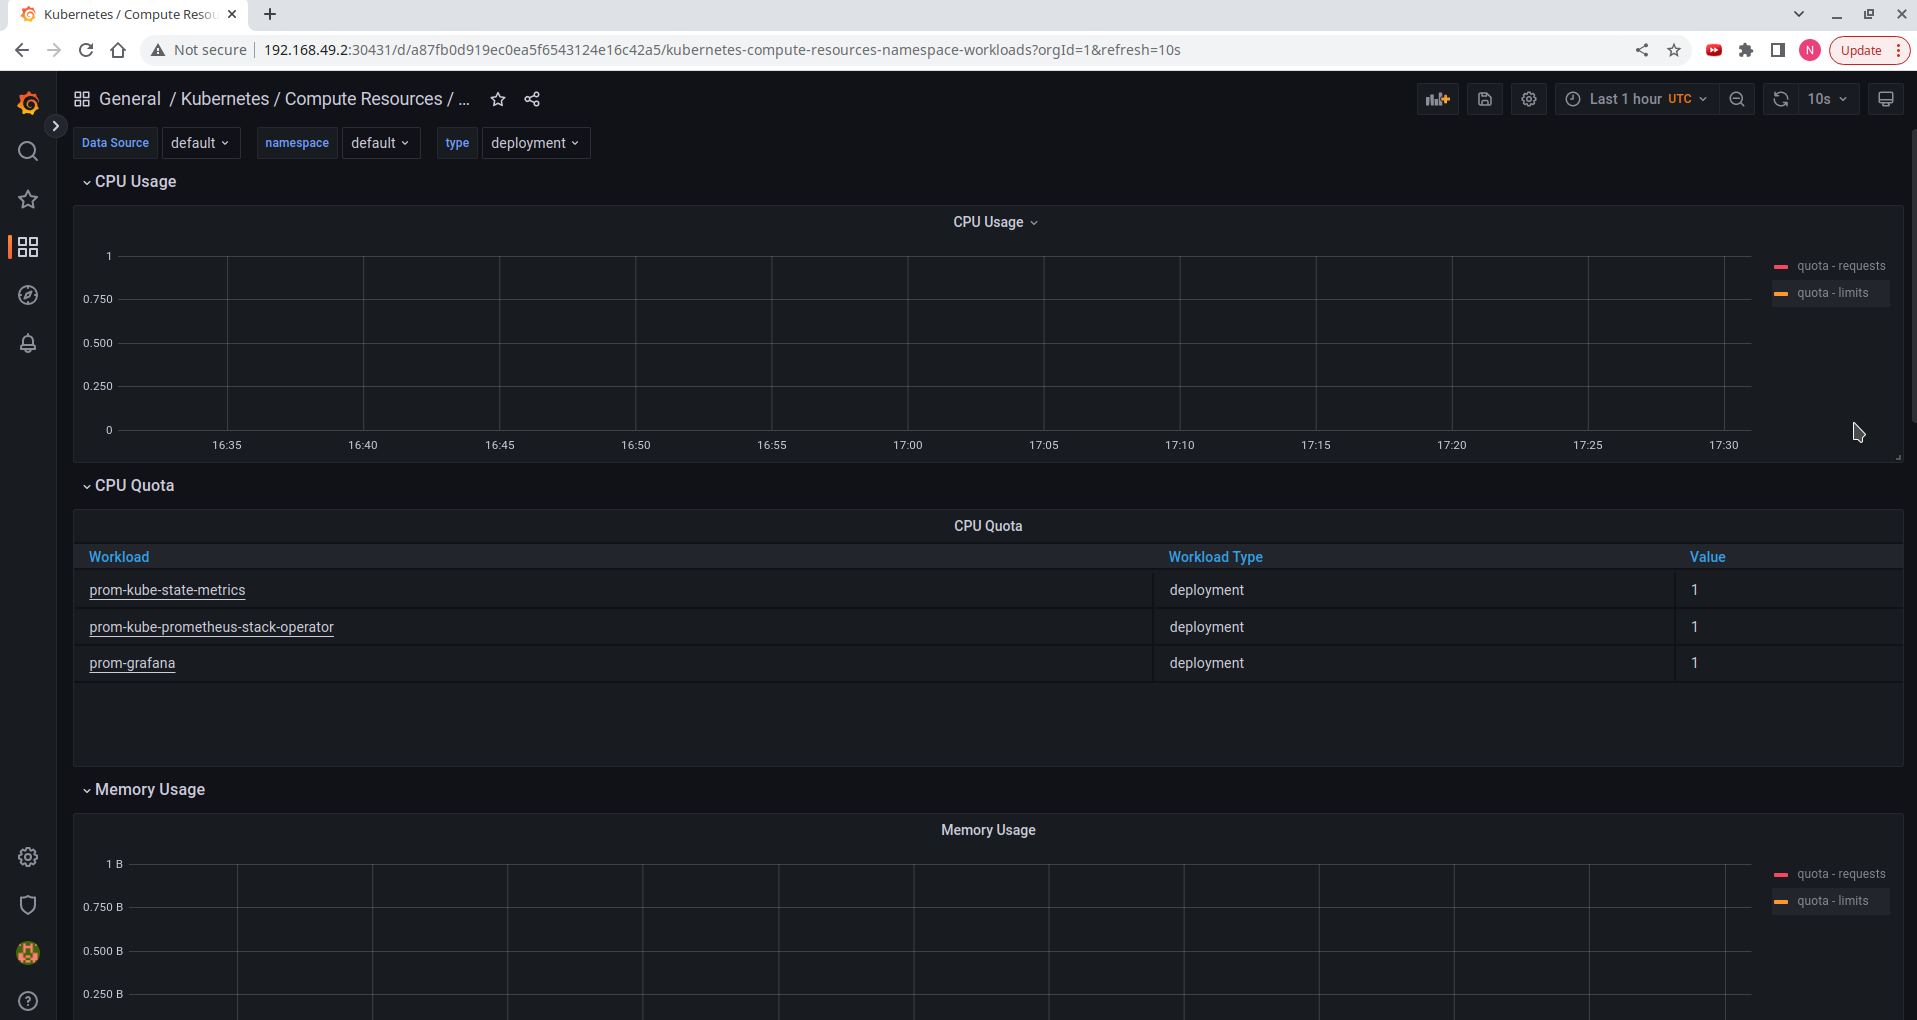 Kubernetes / Compute Resou
Not secure 192.168.49.2:30431/d/a87fb0d919ec0ea5f6543124e16c42a5/kubernetes-compute-resources-namespace-workloads?orgId=1&refresh=10s
N Update
General / Kubernetes / Compute Resources / ...
Last 1 hour UTC 10s
Data Source default namespace default type deployment
CPU Usage
CPU Usage
1
0.750
0.500
0.250
0
16:35 16:40 16:45 16:50 16:55 17:00 17:05 17:10 17:15 17:20 17:25 17:30
quota - requests
quota - limits
CPU Quota
CPU Quota
Workload Workload Type Value
prom-kube-state-metrics deployment 1
prom-kube-prometheus-stack-operator deployment 1
prom-grafana deployment 1
Memory Usage
Memory Usage
1 B
0.750 B
0.500 B
0.250 B
quota - requests
quota - limits